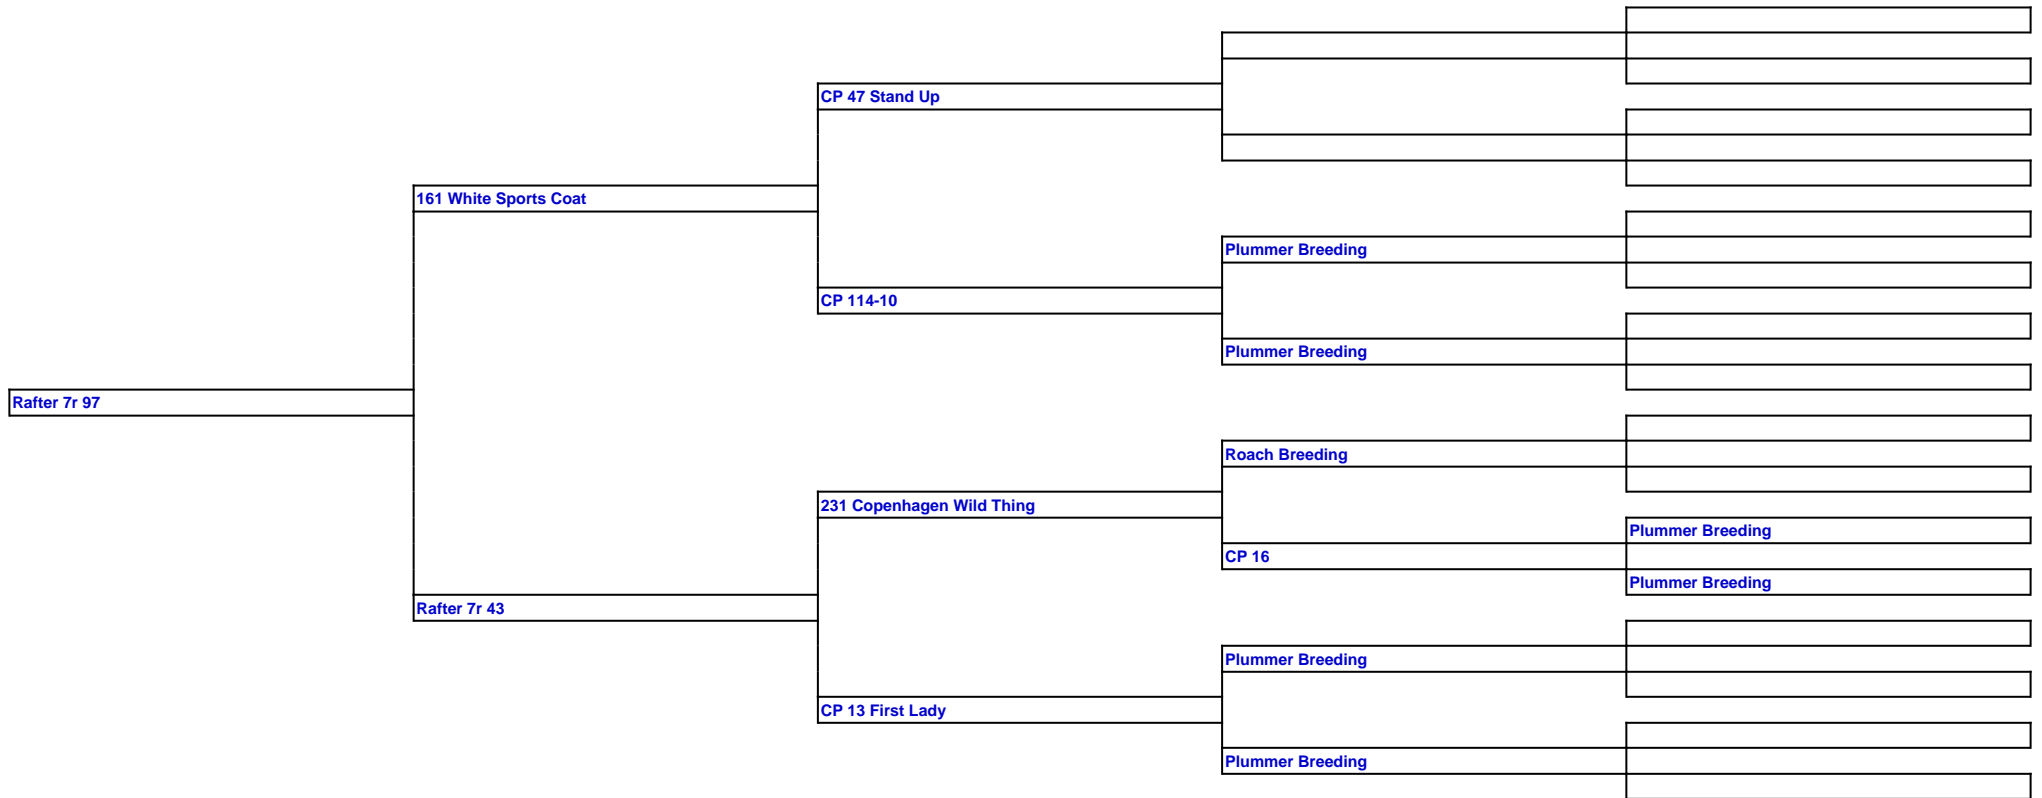 CP 47 Stand Up
161 White Sports Coat
Plummer Breeding
CP 114-10
Plummer Breeding
Rafter 7r 97
Roach Breeding
231 Copenhagen Wild Thing
Plummer Breeding
CP 16
Plummer Breeding
Rafter 7r 43
Plummer Breeding
CP 13 First Lady
Plummer Breeding